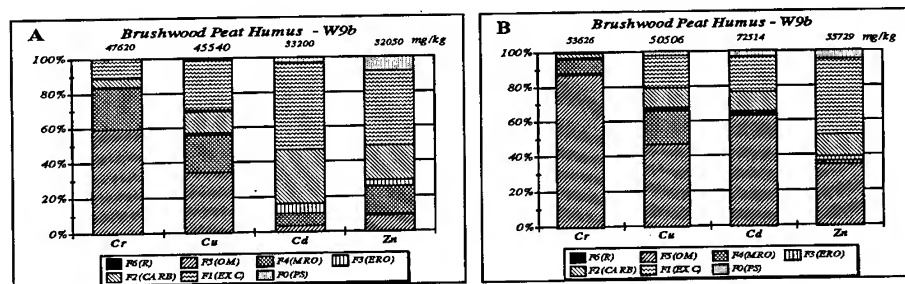 A
Brushwood Peat Humus - W9b
47620 45540 33200 32050 mg/kg
100%
80%
60%
40%
20%
0%
Cr Cu Cd Zn
F6(R) F5(OM) F4(MRO) F3(ERO)
F2(CARB) F1(EXC) F0(PS)
B
Brushwood Peat Humus - W9b
53626 50506 72514 35729 mg/kg
100%
80%
60%
40%
20%
0%
Cr Cu Cd Zn
F6(R) F5(OM) F4(MRO) F3(ERO)
F2(CARB) F1(EXC) F0(PS)